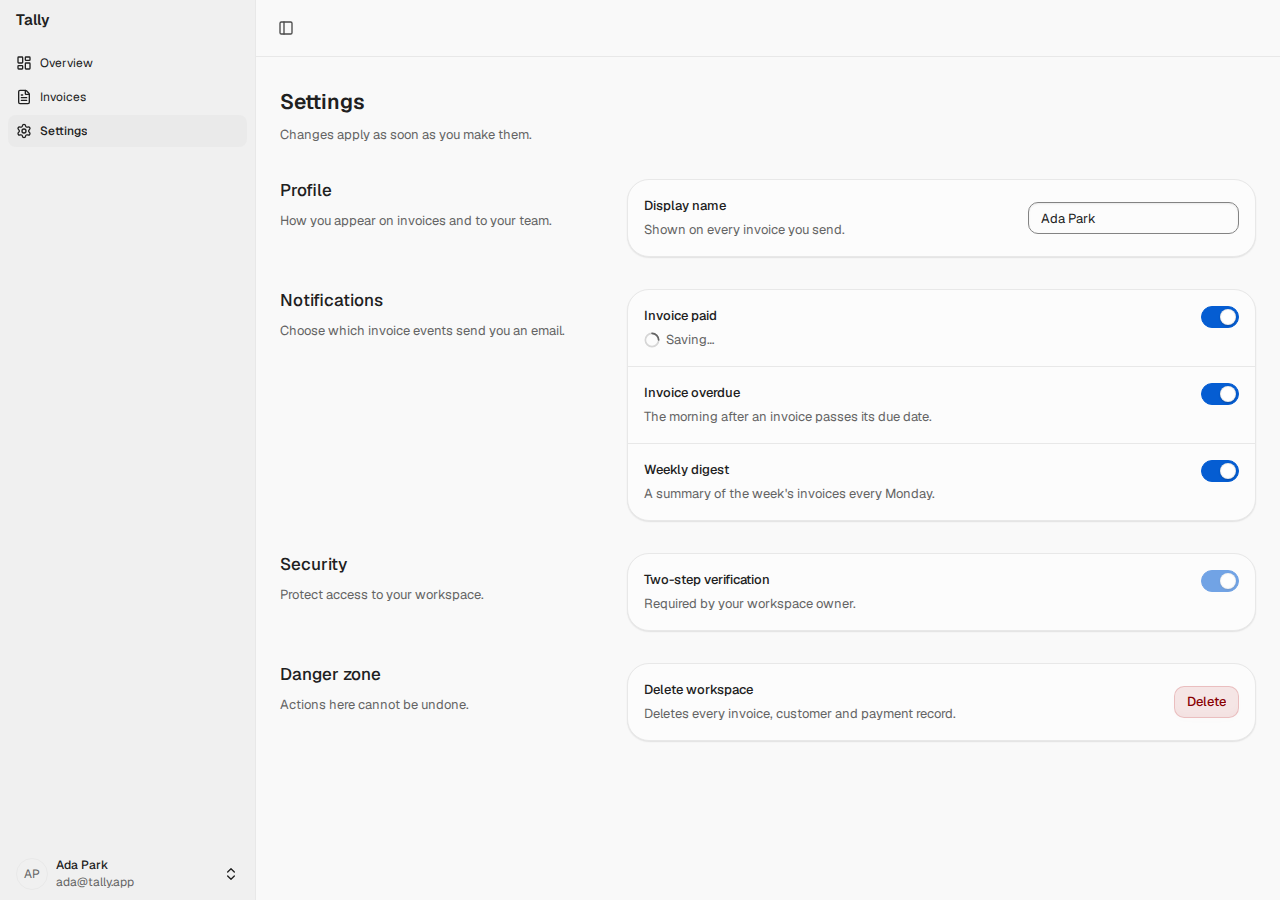 Tally
Overview
Invoices
Settings
AP
Ada Park
ada@tally.app
Settings
Changes apply as soon as you make them.
Profile
How you appear on invoices and to your team.
Display name
Shown on every invoice you send.
Ada Park
Notifications
Choose which invoice events send you an email.
Invoice paid
Saving…
Invoice overdue
The morning after an invoice passes its due date.
Weekly digest
A summary of the week's invoices every Monday.
Security
Protect access to your workspace.
Two-step verification
Required by your workspace owner.
Danger zone
Actions here cannot be undone.
Delete workspace
Deletes every invoice, customer and payment record.
Delete